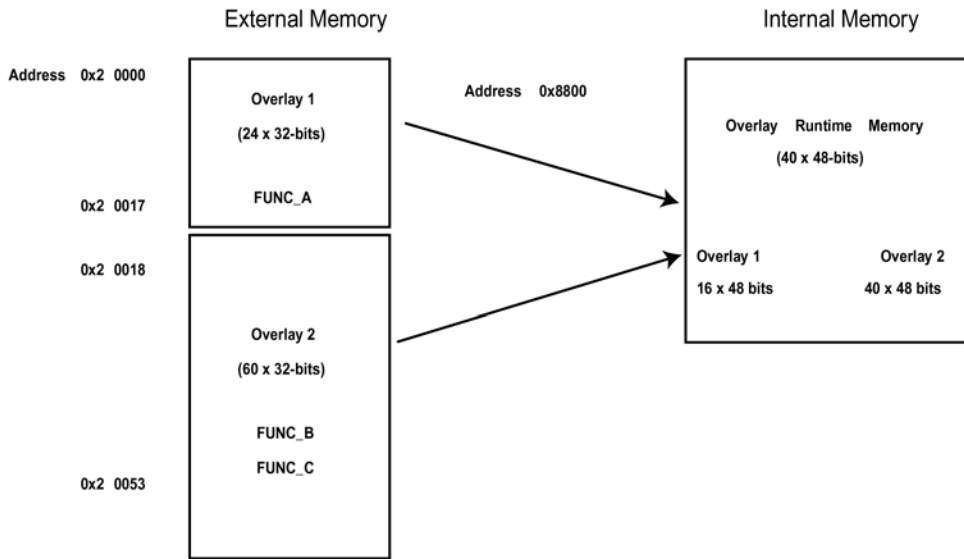 External Memory
Internal Memory
Address 0x2 0000
Overlay 1
(24 x 32-bits)
FUNC_A
0x2 0017
Address 0x8800
Overlay Runtime Memory
(40 x 48-bits)
0x2 0018
Overlay 2
(60 x 32-bits)
FUNC_B
FUNC_C
0x2 0053
Overlay 1
16 x 48 bits
Overlay 2
40 x 48 bits